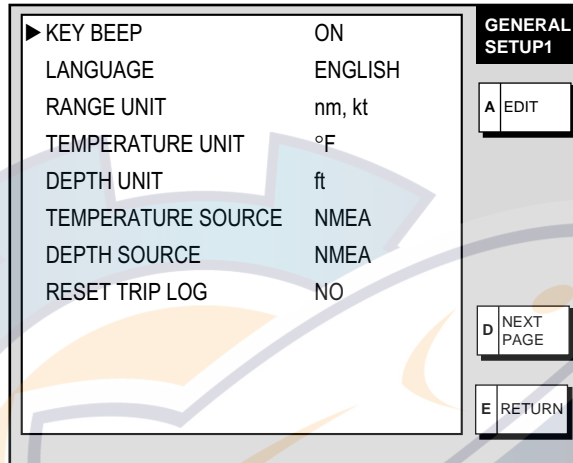 ▶ KEY BEEP ON
LANGUAGE ENGLISH
RANGE UNIT nm, kt
TEMPERATURE UNIT °F
DEPTH UNIT ft
TEMPERATURE SOURCE NMEA
DEPTH SOURCE NMEA
RESET TRIP LOG NO
GENERAL
SETUP1
A EDIT
D NEXT
PAGE
E RETURN